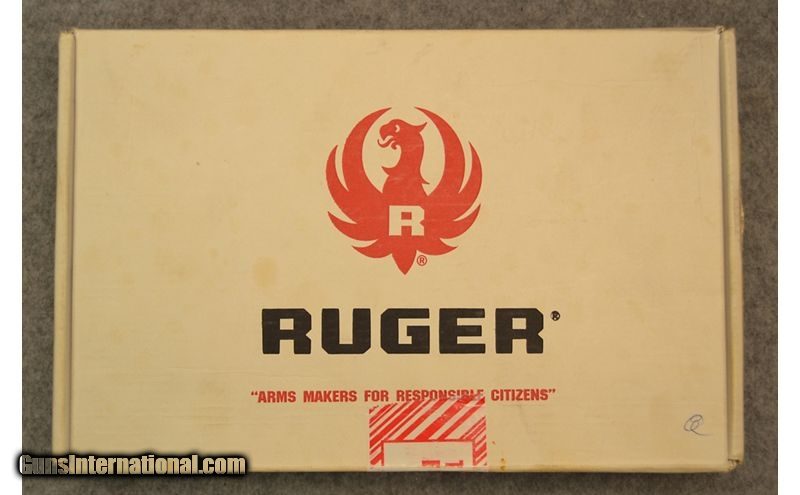 R
®
RUGER®
"ARMS MAKERS FOR RESPONSIBLE CITIZENS"
GunsInternational.com